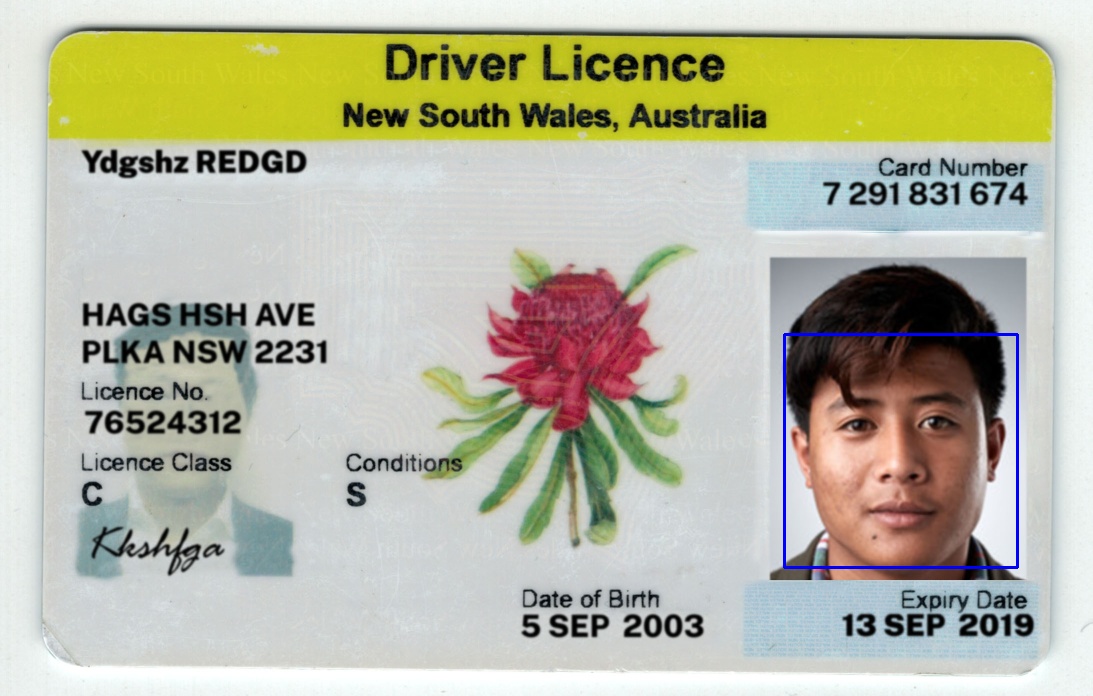 Driver Licence
New South Wales, Australia
Ydgshz REDGD
Card Number
7 291 831 674
HAGS HSH AVE
PLKA NSW 2231
Licence No.
76524312
Licence Class
Conditions
C
S
Kkshfga
Date of Birth
5 SEP 2003
Expiry Date
13 SEP 2019